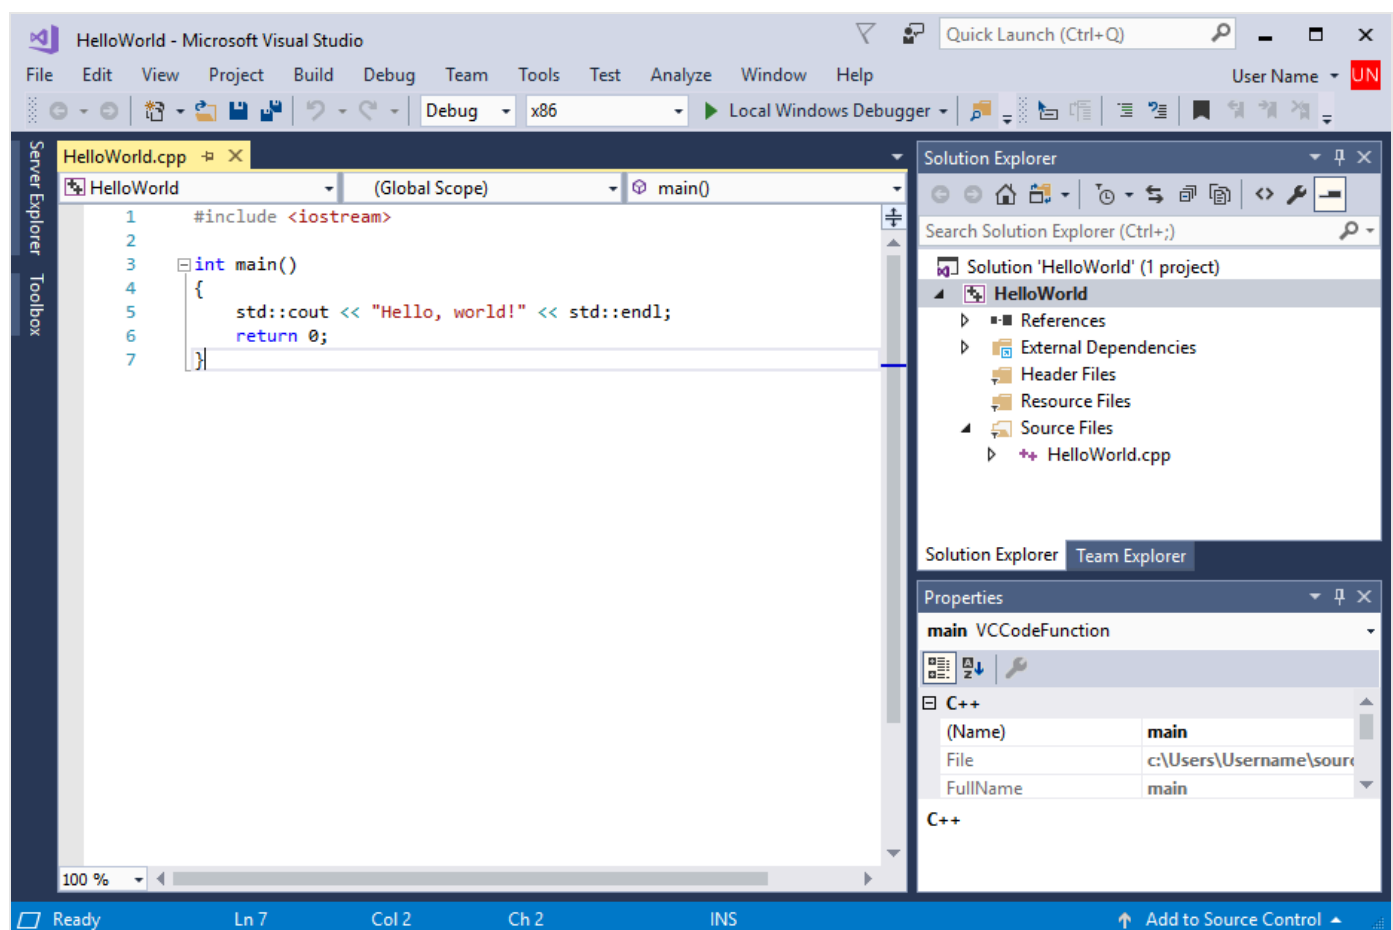 HelloWorld - Microsoft Visual Studio
Quick Launch (Ctrl+Q)
File Edit View Project Build Debug Team Tools Test Analyze Window Help
User Name UN
Debug x86 Local Windows Debugger
Server Explorer
Toolbox
HelloWorld.cpp
HelloWorld (Global Scope) main()
1 #include <iostream>
2
3 int main()
4 {
5 std::cout << "Hello, world!" << std::endl;
6 return 0;
7 }
100 %
Solution Explorer
Search Solution Explorer (Ctrl+;)
Solution 'HelloWorld' (1 project)
HelloWorld
References
External Dependencies
Header Files
Resource Files
Source Files
HelloWorld.cpp
Solution Explorer Team Explorer
Properties
main VCCodeFunction
C++
(Name) main
File c:\Users\Username\sourc
FullName main
C++
Ready Ln 7 Col 2 Ch 2 INS Add to Source Control